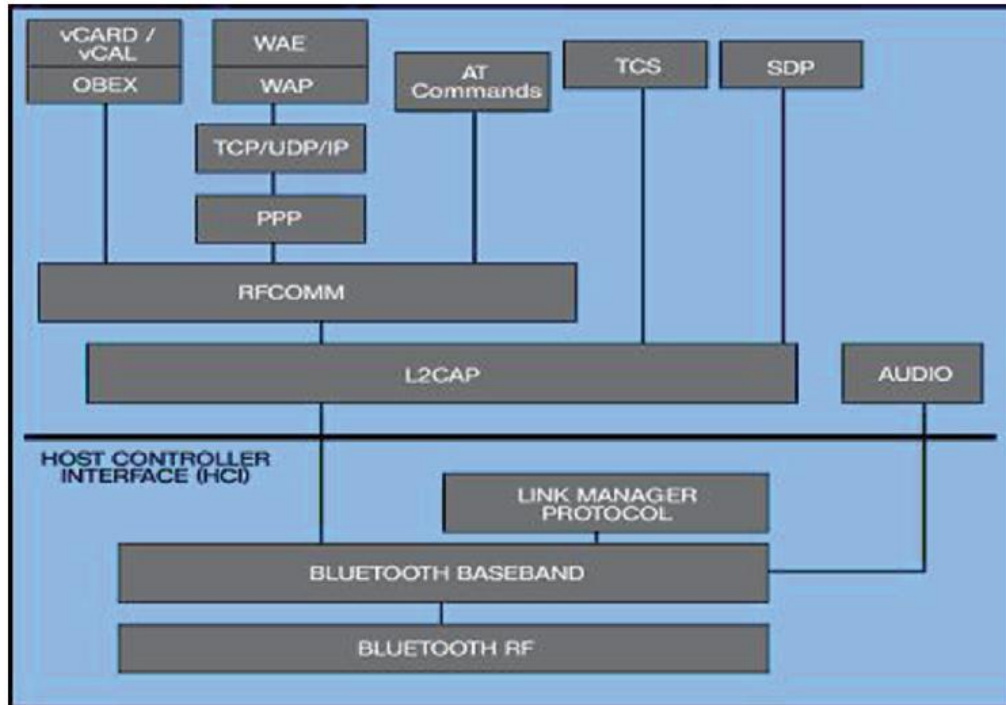 vCARD /
vCAL
OBEX
WAE
WAP
AT
Commands
TCS
SDP
TCP/UDP/IP
PPP
RFCOMM
L2CAP
AUDIO
HOST CONTROLLER
INTERFACE (HCI)
LINK MANAGER
PROTOCOL
BLUETOOTH BASEBAND
BLUETOOTH RF